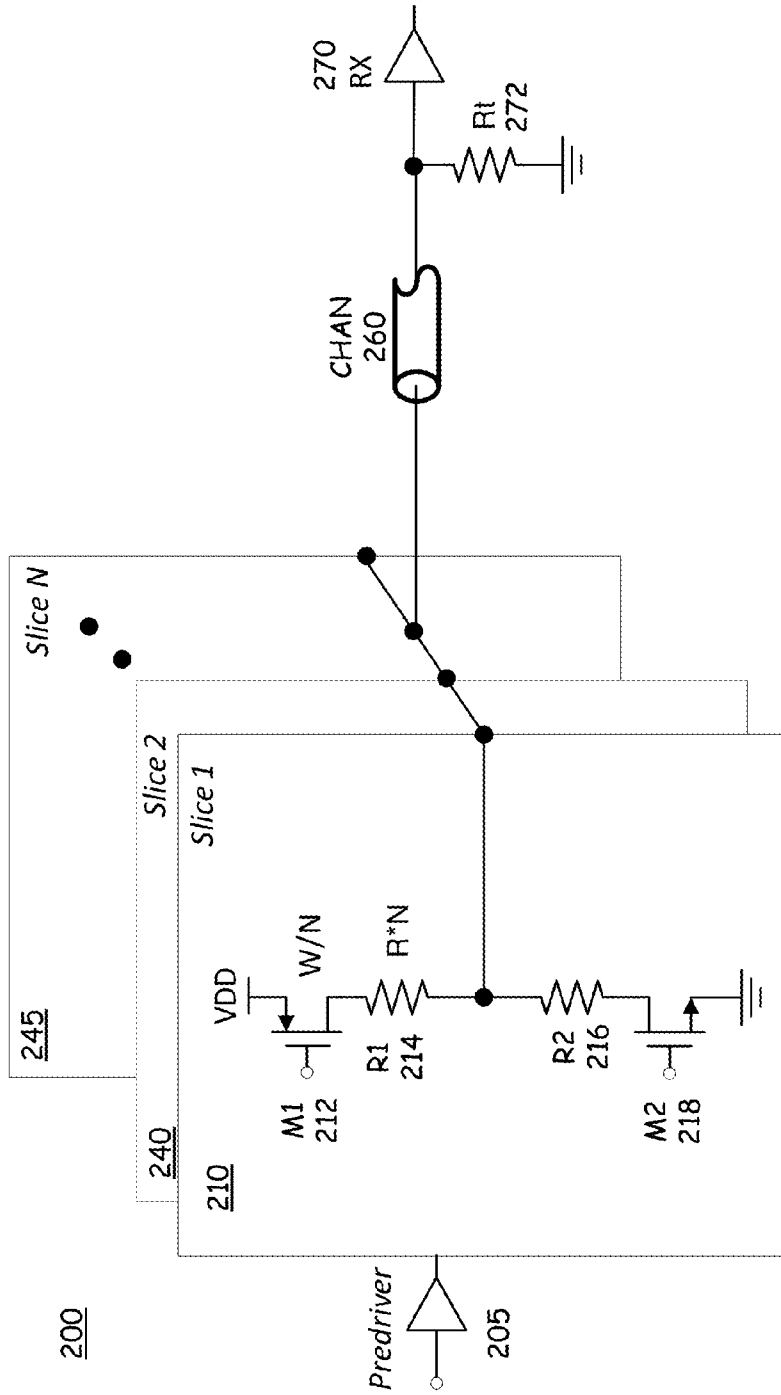 200
Predriver
205
245
Slice N
240
Slice 2
210
Slice 1
VDD
M1
212
W/N
R1
214
R*N
R2
216
M2
218
CHAN
260
270
RX
Rt
272